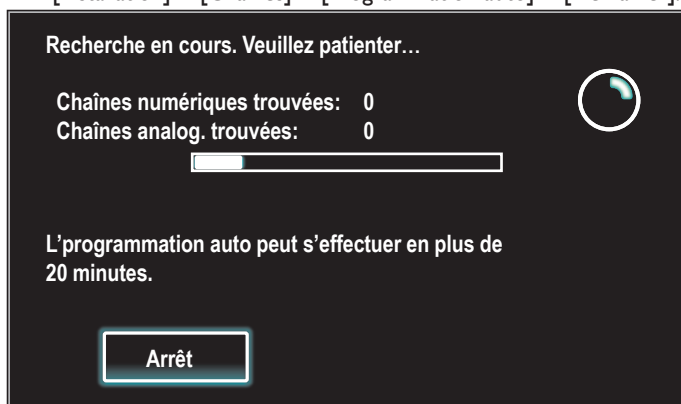 Recherche en cours. Veuillez patienter…
Chaînes numériques trouvées: 0
Chaînes analog. trouvées: 0
L'programmation auto peut s'effectuer en plus de
20 minutes.
Arrêt